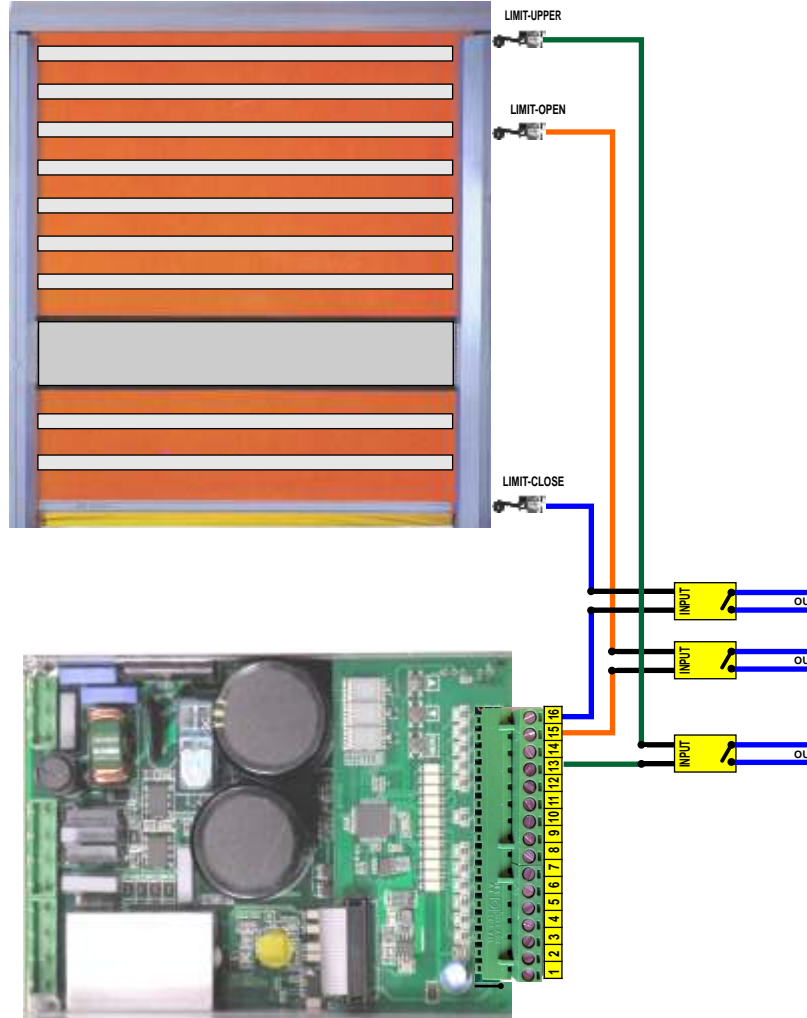 LIMIT-UPPER
LIMIT-OPEN
LIMIT-CLOSE
INPUT
OU
INPUT
OU
INPUT
OU
16
15
14
13
12
11
10
9
8
7
6
5
4
3
2
1